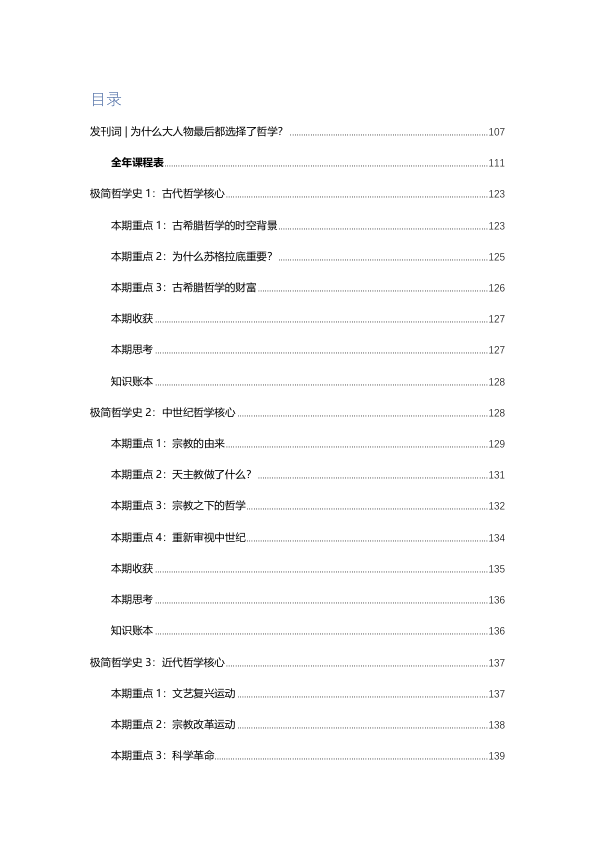 目录
发刊词 | 为什么大人物最后都选择了哲学？ 107
全年课程表 111
极简哲学史 1：古代哲学核心 123
本期重点 1：古希腊哲学的时空背景 123
本期重点 2：为什么苏格拉底重要？ 125
本期重点 3：古希腊哲学的财富 126
本期收获 127
本期思考 127
知识账本 128
极简哲学史 2：中世纪哲学核心 128
本期重点 1：宗教的由来 129
本期重点 2：天主教做了什么？ 131
本期重点 3：宗教之下的哲学 132
本期重点 4：重新审视中世纪 134
本期收获 135
本期思考 136
知识账本 136
极简哲学史 3：近代哲学核心 137
本期重点 1：文艺复兴运动 137
本期重点 2：宗教改革运动 138
本期重点 3：科学革命 139